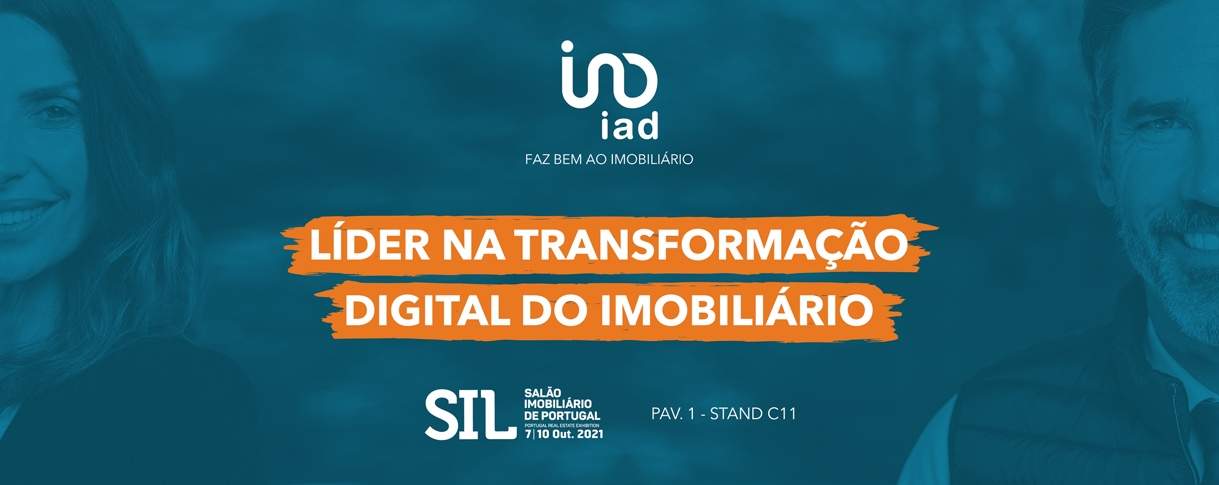 iad
FAZ BEM AO IMOBILIÁRIO
LÍDER NA TRANSFORMAÇÃO
DIGITAL DO IMOBILIÁRIO
SIL
SALÃO
IMOBILIÁRIO
DE PORTUGAL
PORTUGAL REAL ESTATE EXHIBITION
7|10 Out. 2021
PAV. 1 - STAND C11